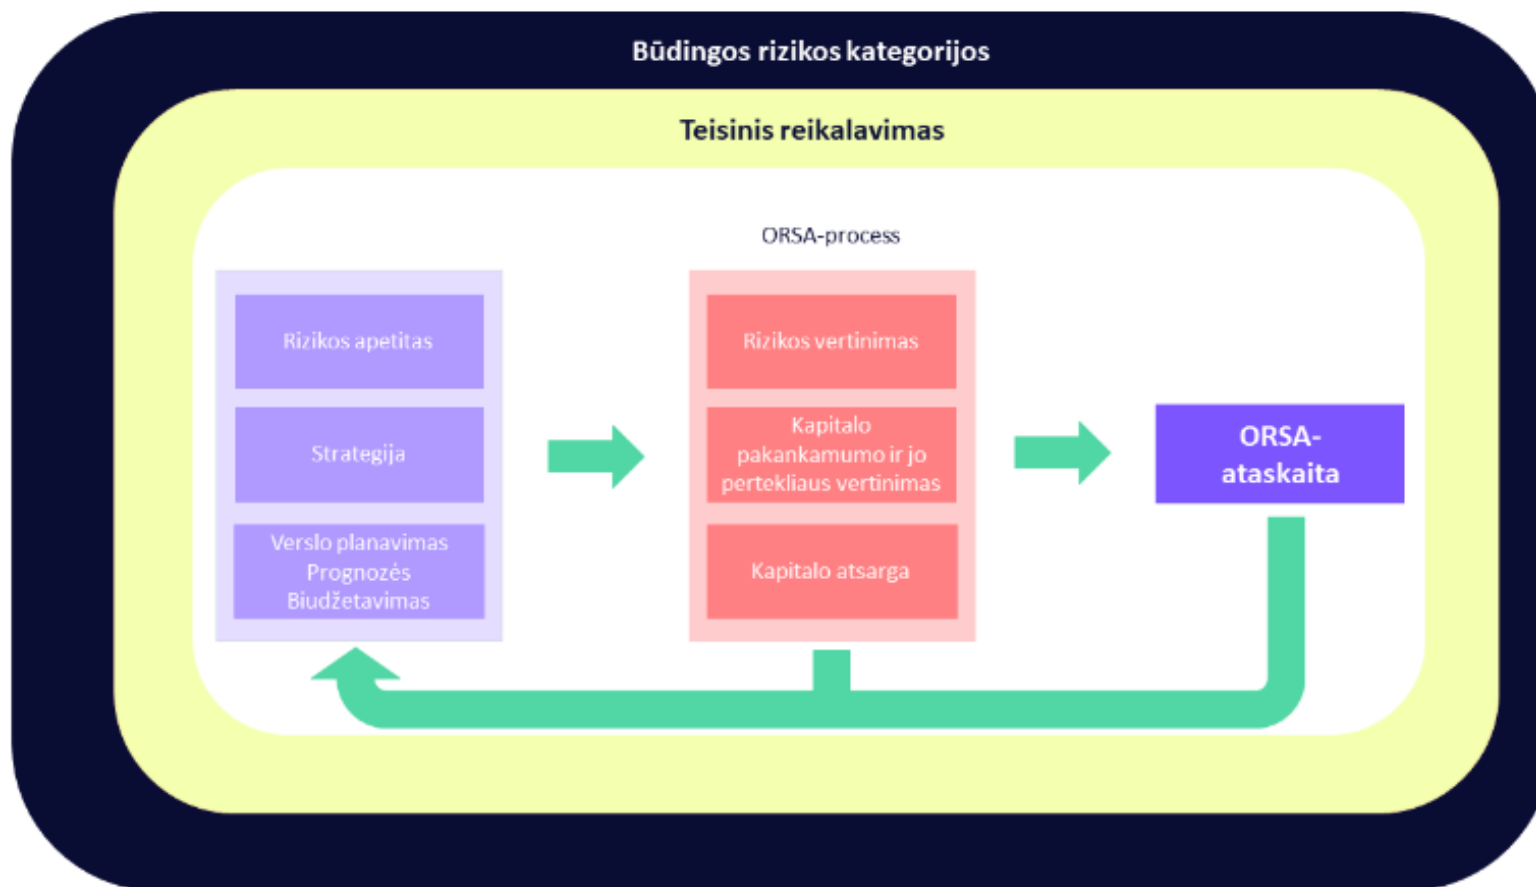 Būdingos rizikos kategorijos
Teisinis reikalavimas
ORSA-process
Rizikos apetitas
Strategija
Verslo planavimas
Prognozės
Biudžetavimas
Rizikos vertinimas
Kapitalo
pakankamumo ir jo
pertekliaus vertinimas
Kapitalo atsarga
ORSA-
ataskaita